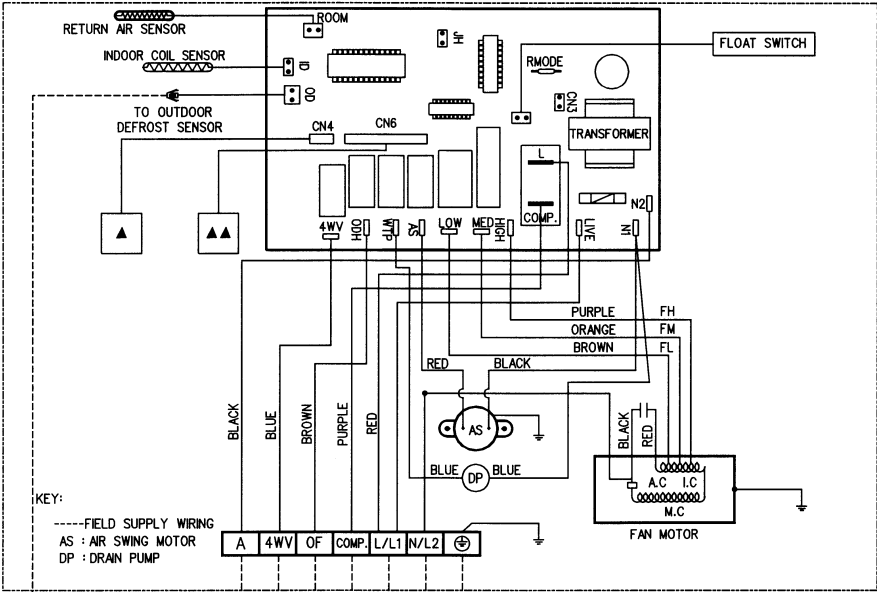 ROOM
RETURN AIR SENSOR
JH
FLOAT SWITCH
INDOOR COIL SENSOR
ID
RMODE
OD
CN3
TO OUTDOOR
DEFROST SENSOR
CN4
CN6
TRANSFORMER
L
COMP.
N2
4WV
ODH
WTP
AS
LOW
MED
HIGH
LIVE
N1
PURPLE FH
ORANGE FM
BROWN FL
RED
BLACK
BLACK
BLUE
BROWN
PURPLE
RED
BLACK
RED
AS
BLUE
DP
BLUE
A.C I.C
M.C
FAN MOTOR
KEY:
-----FIELD SUPPLY WIRING
AS : AIR SWING MOTOR
DP : DRAIN PUMP
A 4WV OF COMP. L/L1 N/L2